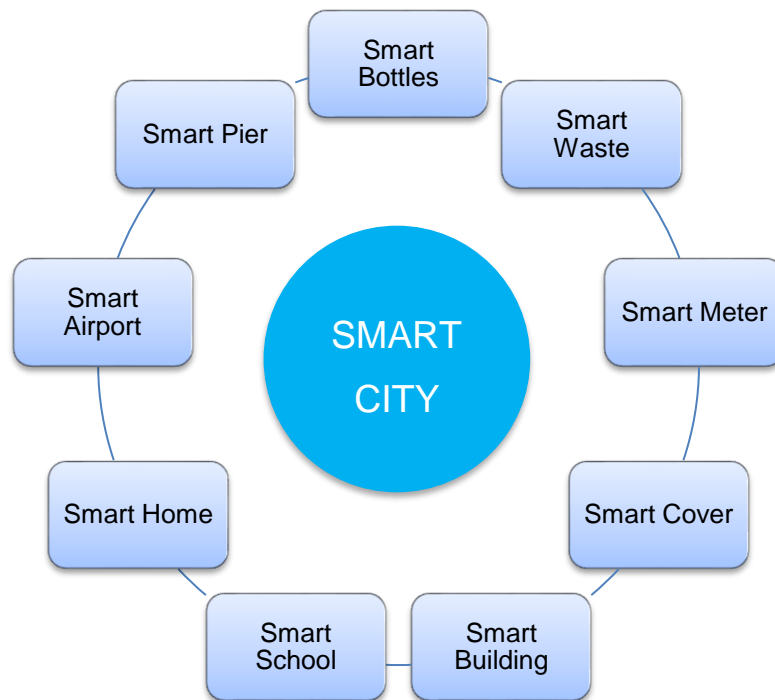 Smart
Bottles
Smart Pier
Smart
Waste
Smart
Airport
Smart Meter
SMART
CITY
Smart Home
Smart Cover
Smart
School
Smart
Building